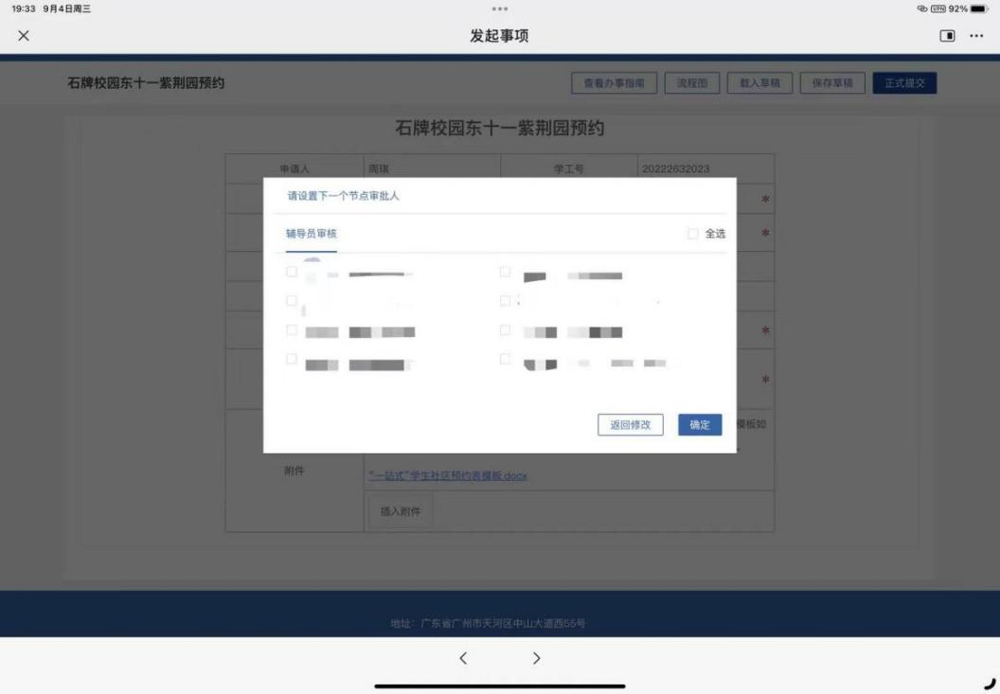 19:33 9月4日周三
VPN 92%
发起事项
石牌校园东十一紫荆园预约
查看办事指南 流程图 载入草稿 保存草稿 正式提交
石牌校园东十一紫荆园预约
申请人 周琪 学工号 20222632023
请设置下一个节点审批人
*
辅导员审核 全选
*
*
*
返回修改 确定
模板如
附件
“一站式”学生社区预约表模板.docx
插入附件
地址：广东省广州市天河区中山大道西55号